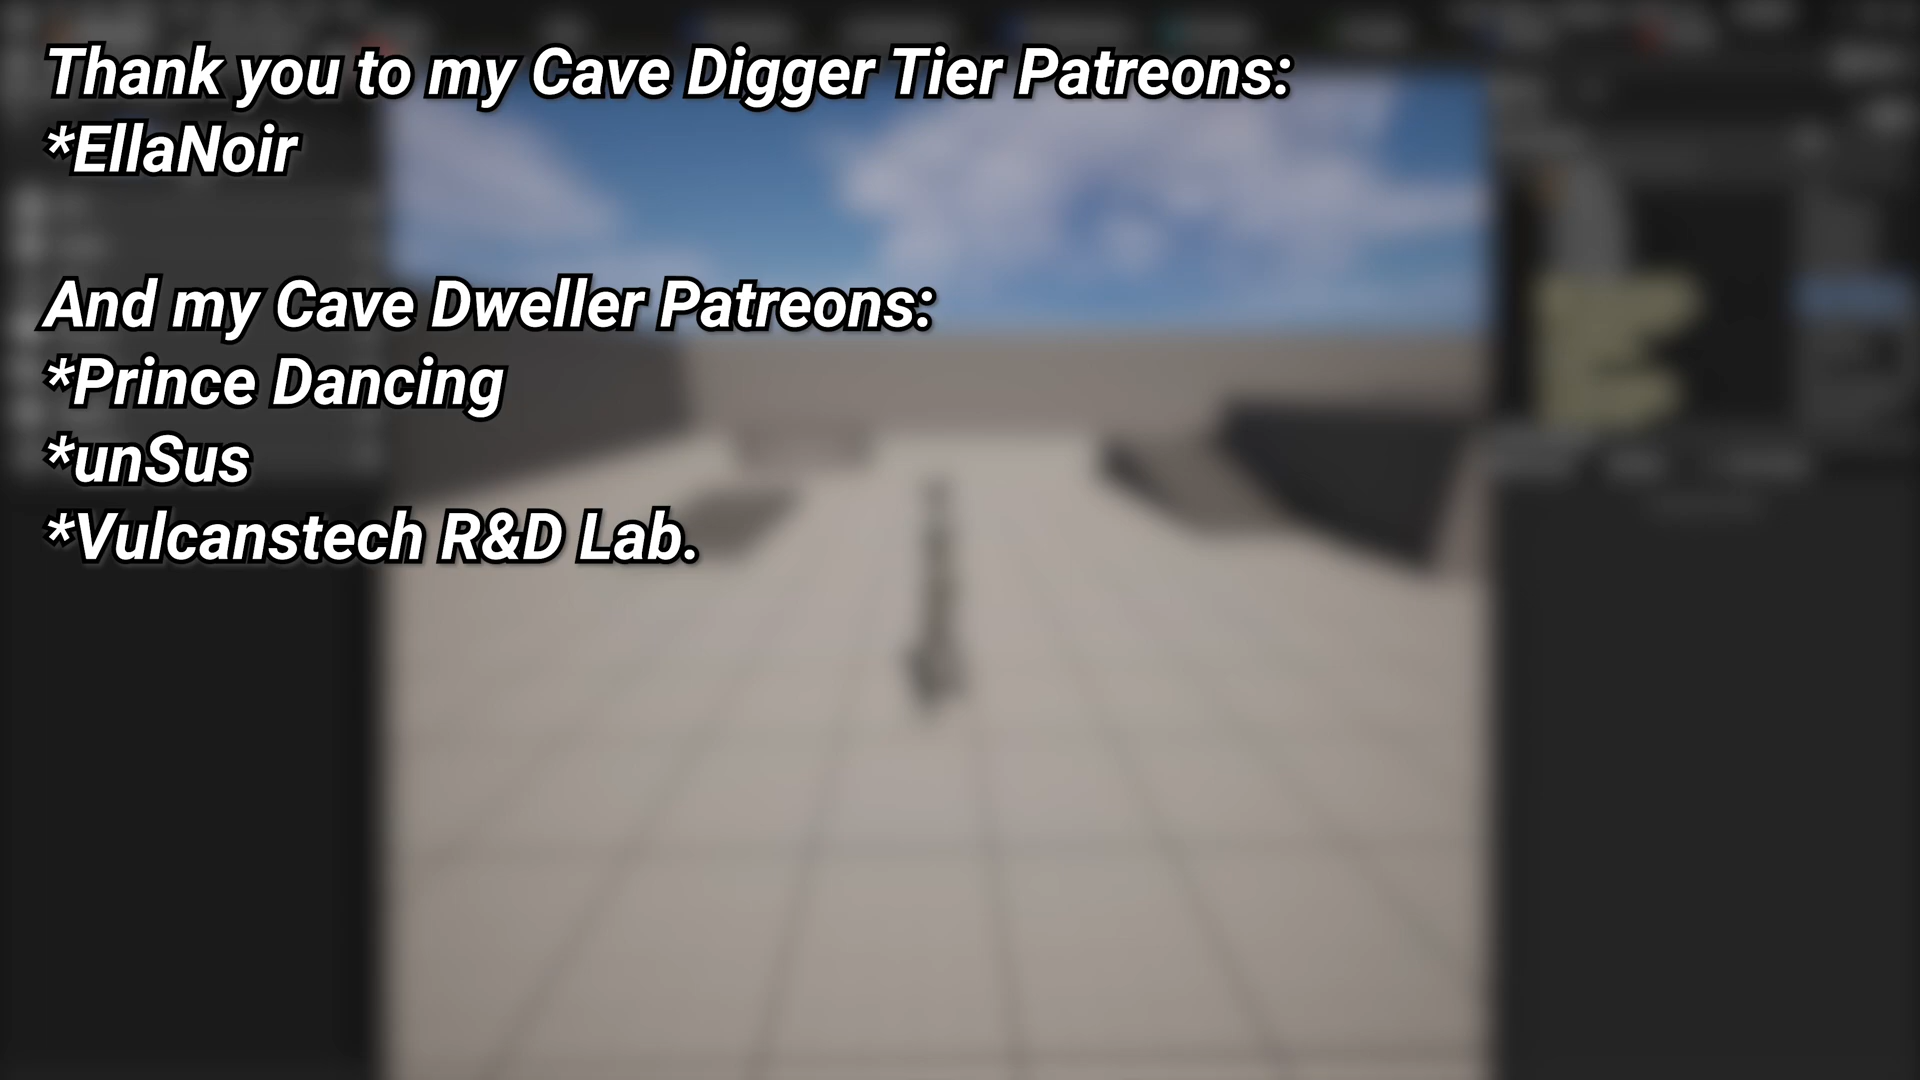 Thank you to my Cave Digger Tier Patreons:
*EllaNoir
And my Cave Dweller Patreons:
*Prince Dancing
*unSus
*Vulcanstech R&D Lab.